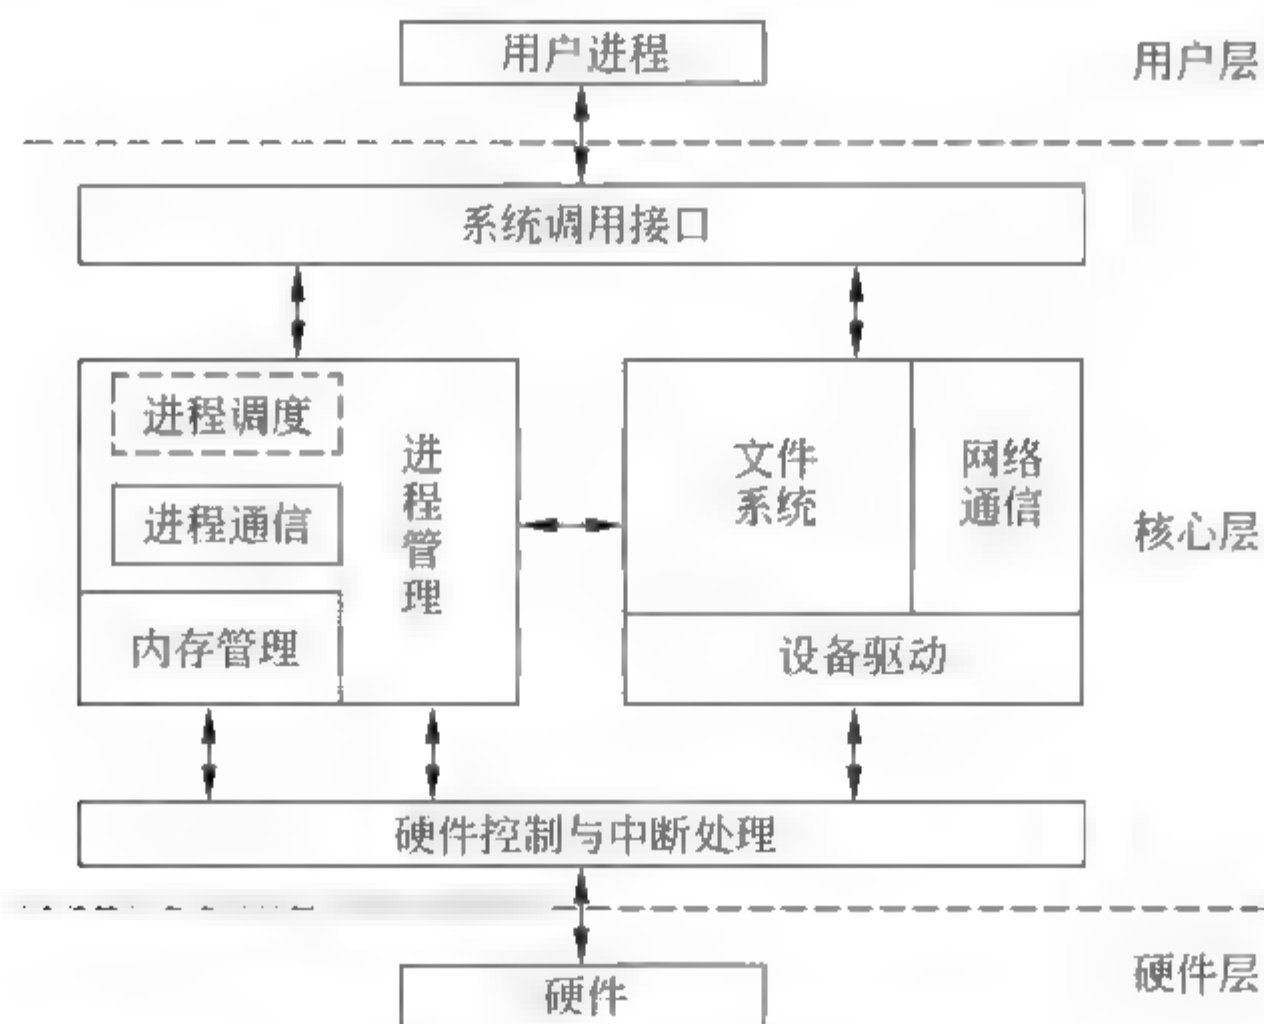 用户进程
用户层
系统调用接口
进程调度
进程通信
内存管理
进程管理
文件
系统
网络
通信
设备驱动
核心层
硬件控制与中断处理
硬件
硬件层